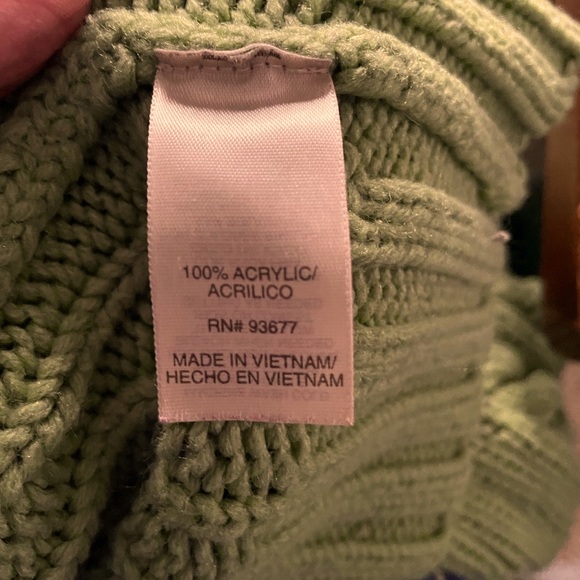 100% ACRYLIC/
ACRILICO
RN# 93677
MADE IN VIETNAM/
HECHO EN VIETNAM